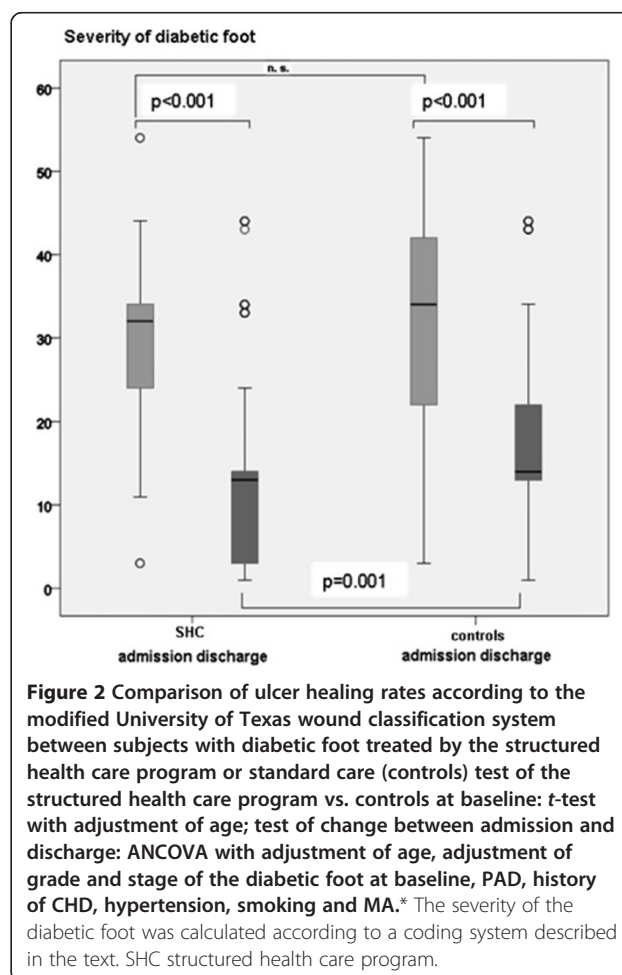 Severity of diabetic foot
n. s.
p<0.001
p<0.001
60
50
40
30
20
10
0
p=0.001
SHC
controls
admission discharge
admission discharge
Figure 2 Comparison of ulcer healing rates according to the
modified University of Texas wound classification system
between subjects with diabetic foot treated by the structured
health care program or standard care (controls) test of the
structured health care program vs. controls at baseline: t-test
with adjustment of age; test of change between admission and
discharge: ANCOVA with adjustment of age, adjustment of
grade and stage of the diabetic foot at baseline, PAD, history
of CHD, hypertension, smoking and MA.* The severity of the
diabetic foot was calculated according to a coding system described
in the text. SHC structured health care program.